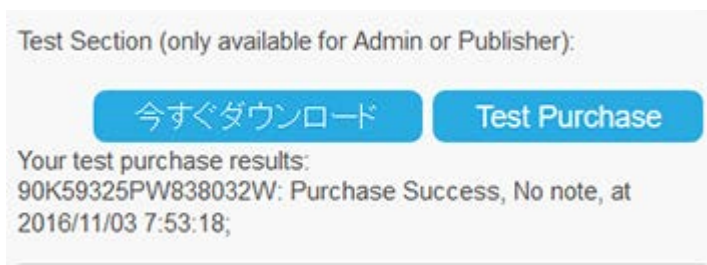 Test Section (only available for Admin or Publisher):
今すぐダウンロード
Test Purchase
Your test purchase results:
90K59325PW838032W: Purchase Success, No note, at
2016/11/03 7:53:18;